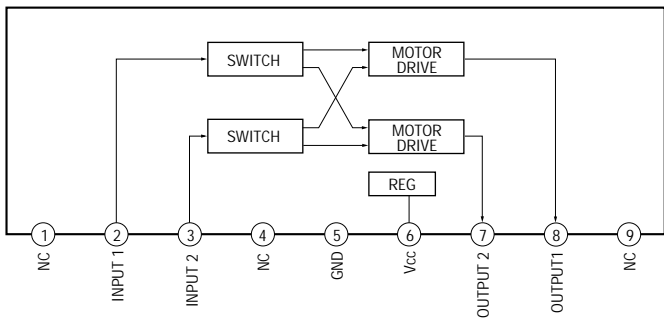 SWITCH
MOTOR
DRIVE
SWITCH
MOTOR
DRIVE
REG
1
2
3
4
5
6
7
8
9
NC
INPUT 1
INPUT 2
NC
GND
Vcc
OUTPUT 2
OUTPUT1
NC